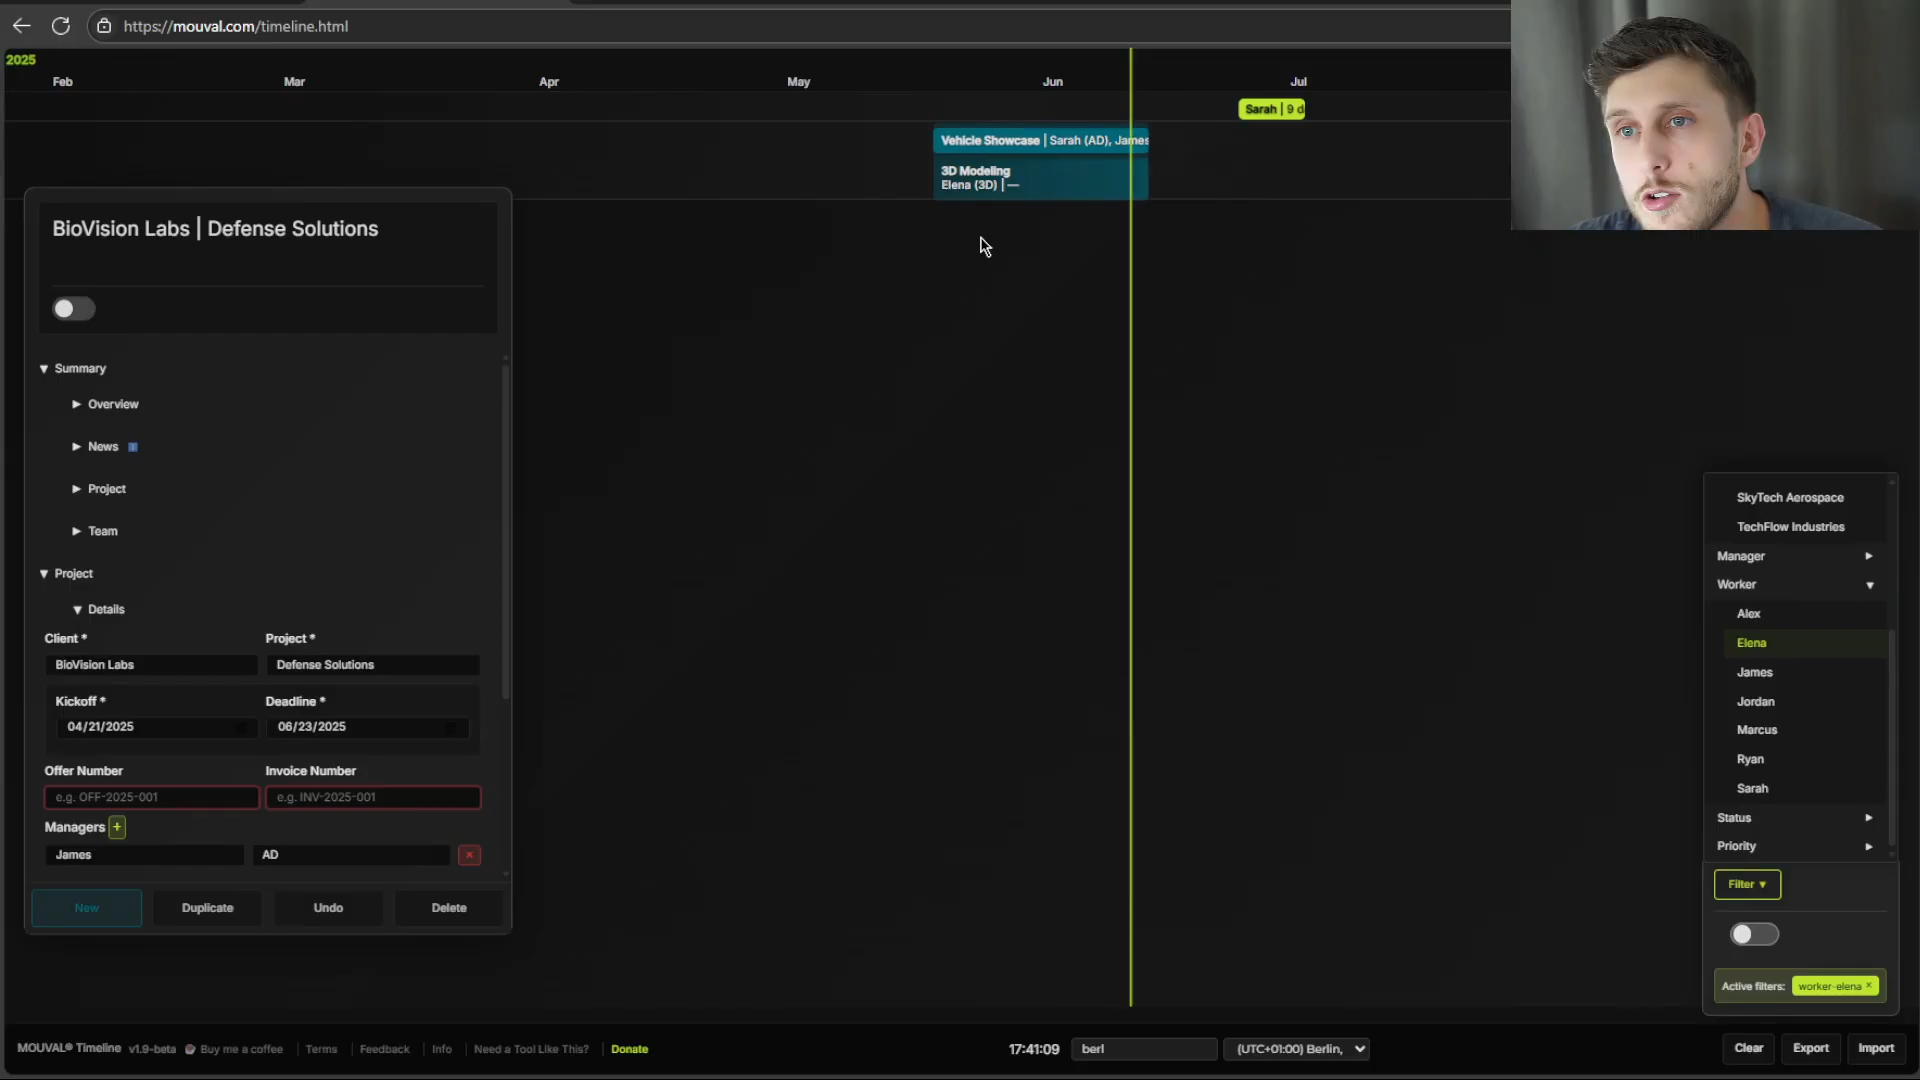 https://mouval.com/timeline.html
2025
Feb Mar Apr May Jun Jul
Sarah | 9 d
Vehicle Showcase | Sarah (AD), James
3D Modeling
Elena (3D) | —
BioVision Labs | Defense Solutions
▼ Summary
▶ Overview
▶ News
▶ Project
▶ Team
▼ Project
▼ Details
Client * Project *
BioVision Labs Defense Solutions
Kickoff * Deadline *
04/21/2025 06/23/2025
Offer Number Invoice Number
e.g. OFF-2025-001 e.g. INV-2025-001
Managers +
James AD ×
New Duplicate Undo Delete
SkyTech Aerospace
TechFlow Industries
Manager ▶
Worker ▼
Alex
Elena
James
Jordan
Marcus
Ryan
Sarah
Status ▶
Priority ▶
Filter ▼
Active filters: worker-elena ×
MOUVAL® Timeline v1.9-beta Buy me a coffee | Terms | Feedback | Info | Need a Tool Like This? | Donate
17:41:09 berl (UTC+01:00) Berlin,
Clear Export Import